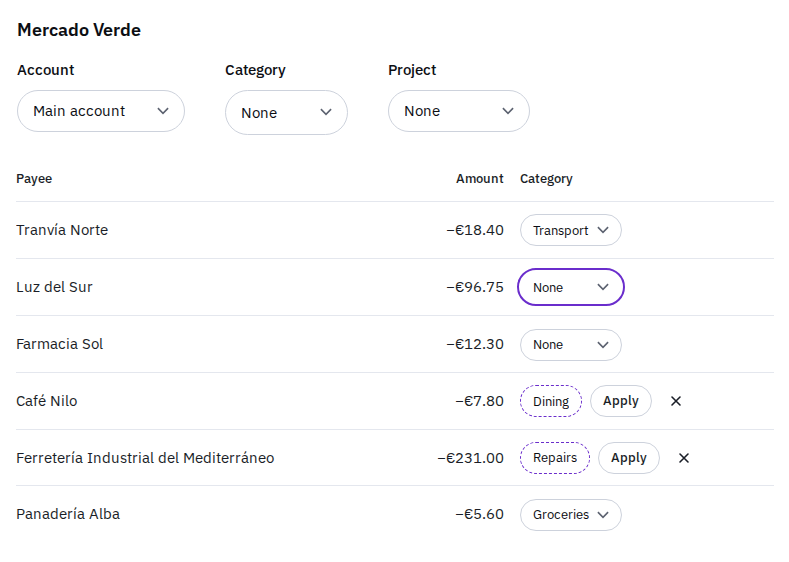 Mercado Verde
Account Category Project
Main account None None
Payee Amount Category
Tranvía Norte −€18.40 Transport
Luz del Sur −€96.75 None
Farmacia Sol −€12.30 None
Café Nilo −€7.80 Dining Apply
Ferretería Industrial del Mediterráneo −€231.00 Repairs Apply
Panadería Alba −€5.60 Groceries